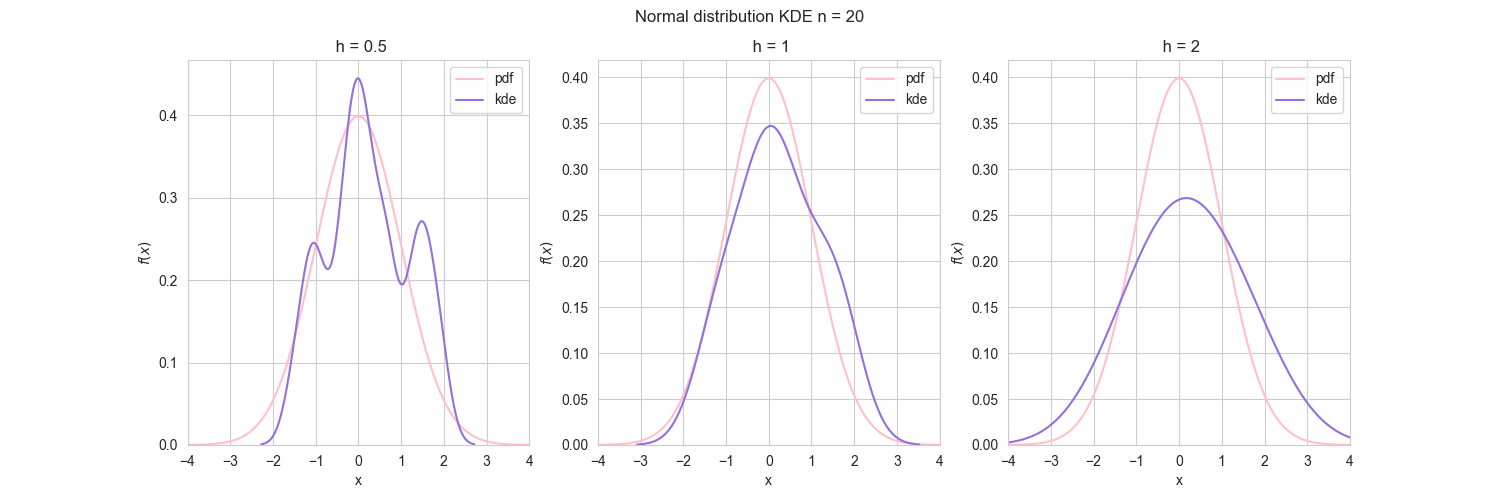 Normal distribution KDE n = 20
h = 0.5
pdf
kde
f(x)
0.4
0.3
0.2
0.1
0.0
−4 −3 −2 −1 0 1 2 3 4
x
h = 1
pdf
kde
f(x)
0.40
0.35
0.30
0.25
0.20
0.15
0.10
0.05
0.00
−4 −3 −2 −1 0 1 2 3 4
x
h = 2
pdf
kde
f(x)
0.40
0.35
0.30
0.25
0.20
0.15
0.10
0.05
0.00
−4 −3 −2 −1 0 1 2 3 4
x